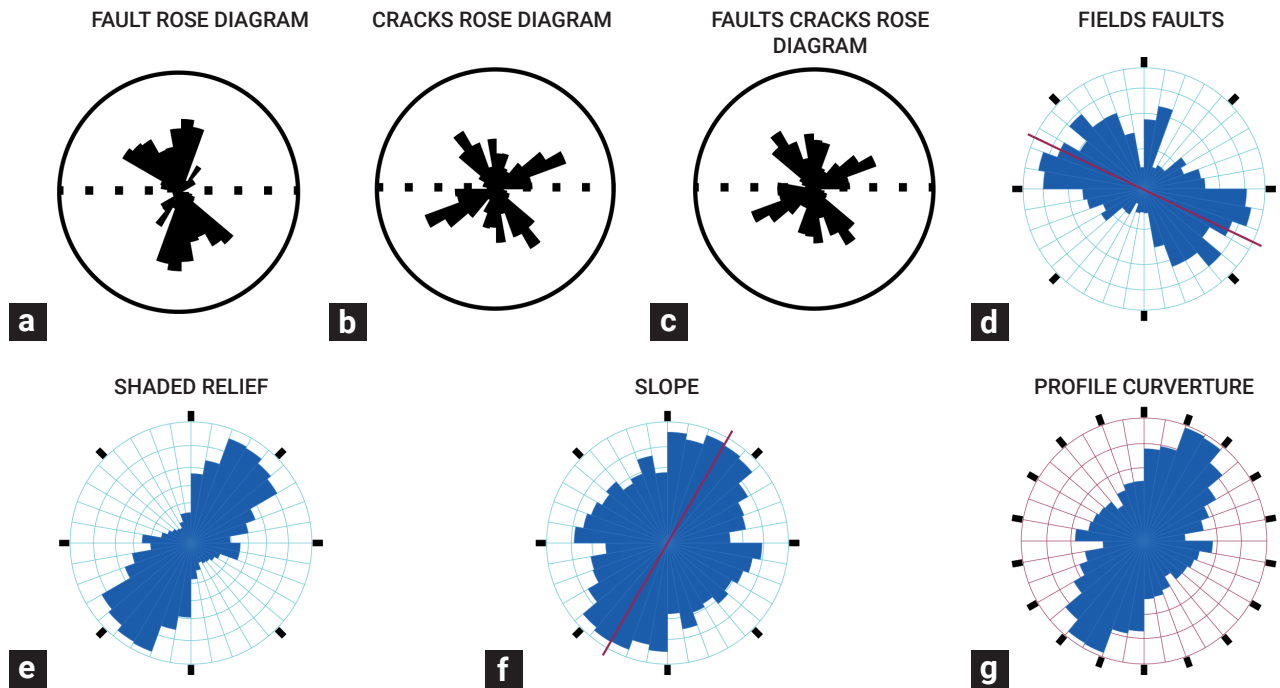 FAULT ROSE DIAGRAM
CRACKS ROSE DIAGRAM
FAULTS CRACKS ROSE
DIAGRAM
FIELDS FAULTS
a
b
c
d
SHADED RELIEF
SLOPE
PROFILE CURVERTURE
e
f
g